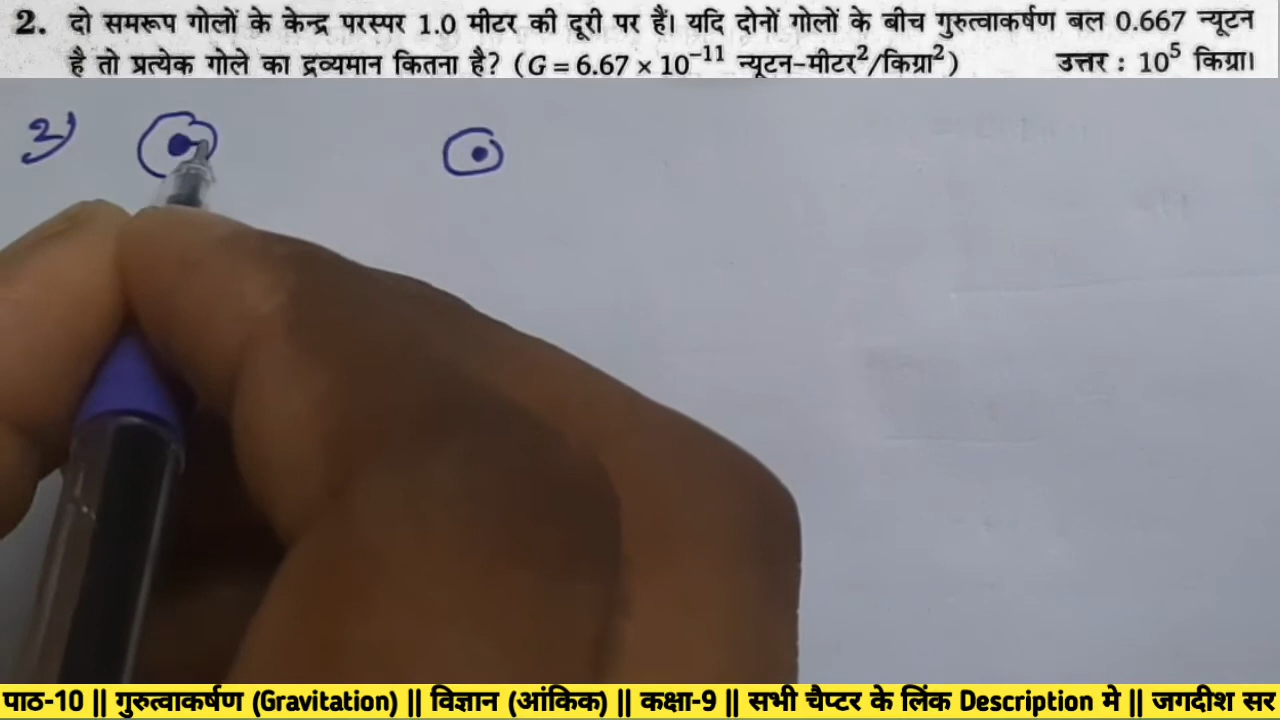 2. दो समरूप गोलों के केन्द्र परस्पर 1.0 मीटर की दूरी पर हैं। यदि दोनों गोलों के बीच गुरुत्वाकर्षण बल 0.667 न्यूटन
है तो प्रत्येक गोले का द्रव्यमान कितना है? (G = 6.67 × 10⁻¹¹ न्यूटन-मीटर²/किग्रा²) उत्तर : 10⁵ किग्रा।
2)
पाठ-10 || गुरुत्वाकर्षण (Gravitation) || विज्ञान (आंकिक) || कक्षा-9 || सभी चैप्टर के लिंक Description मे || जगदीश सर